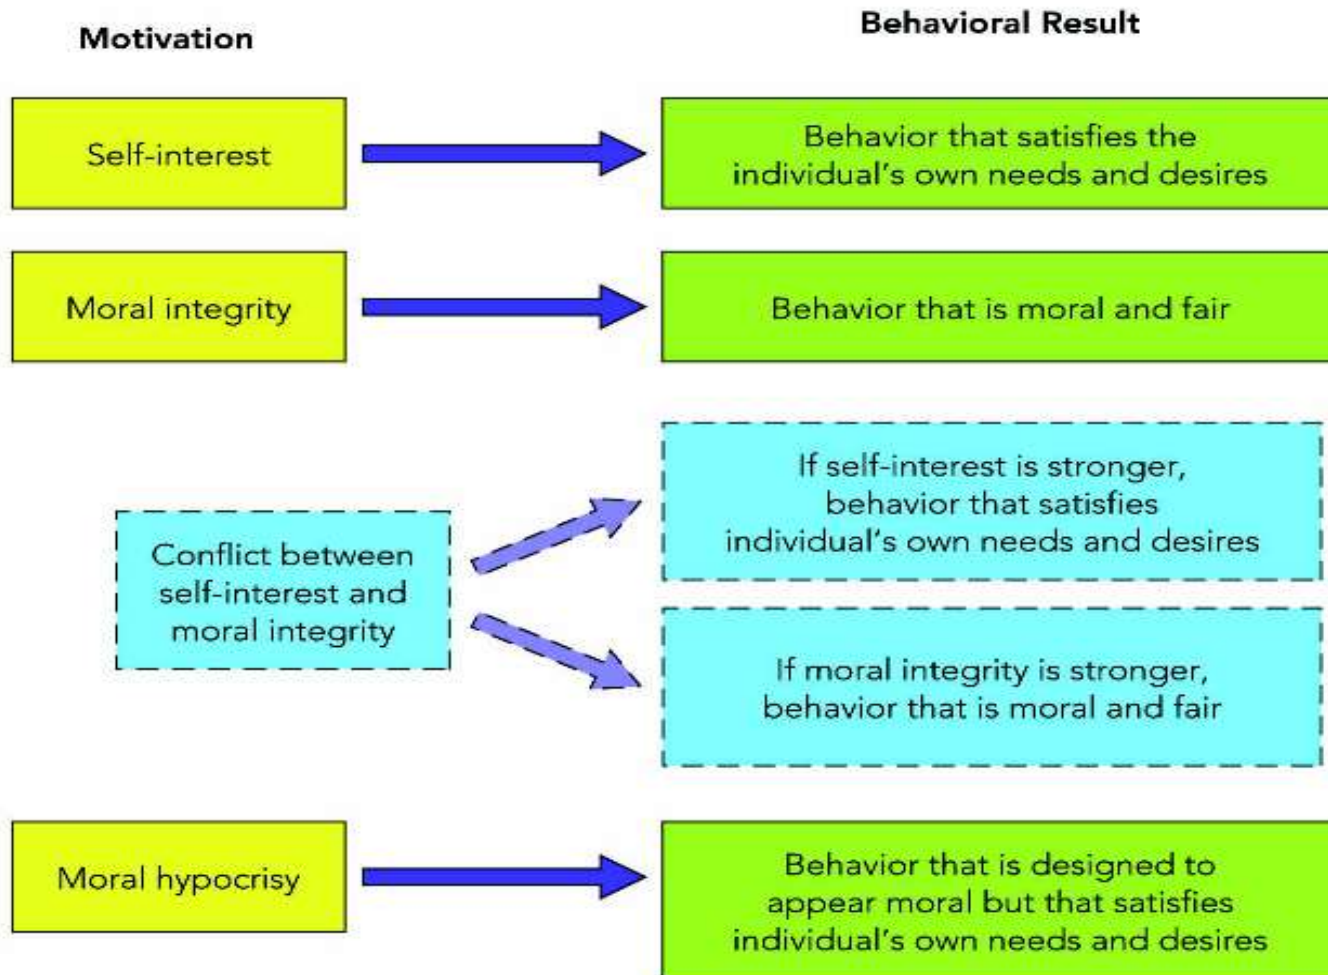 Motivation
Behavioral Result
Self-interest
Behavior that satisfies the
individual's own needs and desires
Moral integrity
Behavior that is moral and fair
Conflict between
self-interest and
moral integrity
If self-interest is stronger,
behavior that satisfies
individual's own needs and desires
If moral integrity is stronger,
behavior that is moral and fair
Moral hypocrisy
Behavior that is designed to
appear moral but that satisfies
individual's own needs and desires